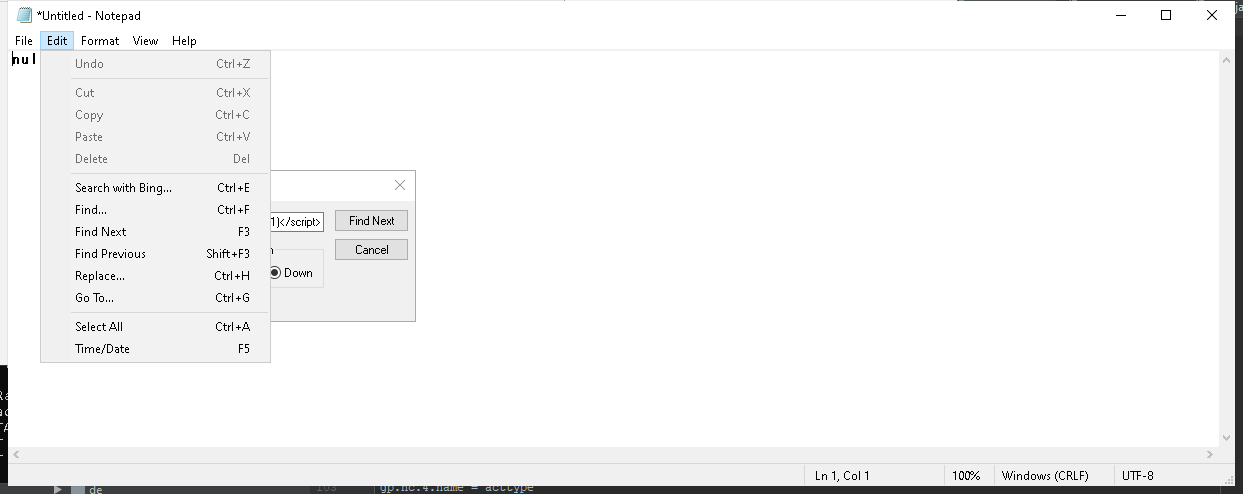 *Untitled - Notepad
File Edit Format View Help
nul
Undo Ctrl+Z
Cut Ctrl+X
Copy Ctrl+C
Paste Ctrl+V
Delete Del
Search with Bing... Ctrl+E
Find... Ctrl+F
Find Next F3
Find Previous Shift+F3
Replace... Ctrl+H
Go To... Ctrl+G
Select All Ctrl+A
Time/Date F5
1)</script>
Find Next
Cancel
Down
Ln 1, Col 1 100% Windows (CRLF) UTF-8
de
gp.nc.4.name = acctype